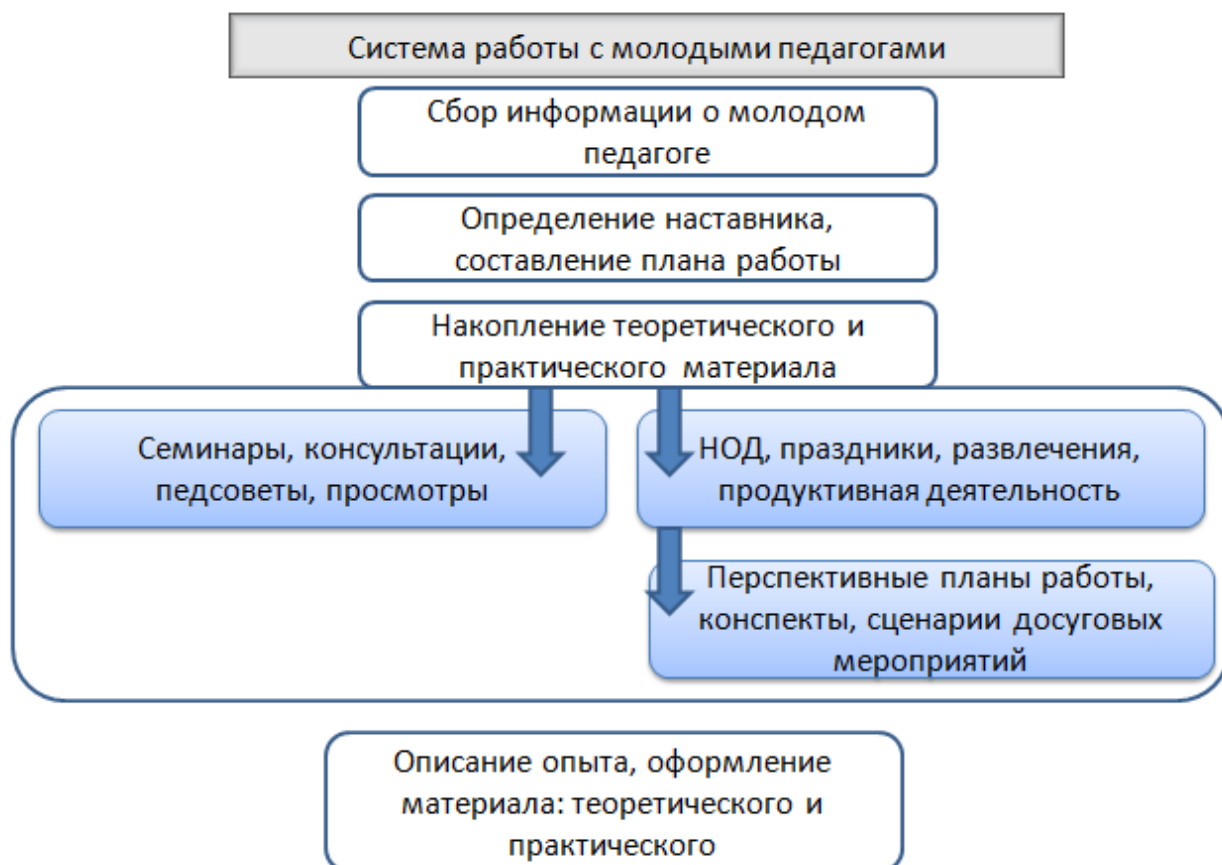 Система работы с молодыми педагогами
Сбор информации о молодом
педагоге
Определение наставника,
составление плана работы
Накопление теоретического и
практического материала
Семинары, консультации,
педсоветы, просмотры
НОД, праздники, развлечения,
продуктивная деятельность
Перспективные планы работы,
конспекты, сценарии досуговых
мероприятий
Описание опыта, оформление
материала: теоретического и
практического